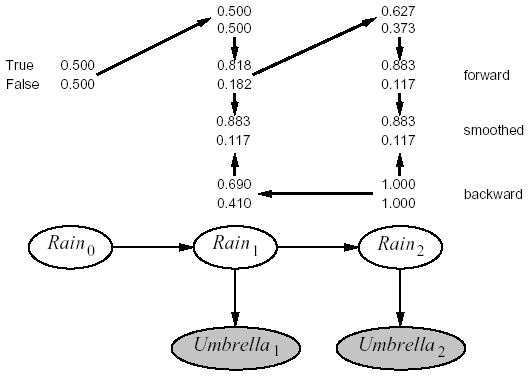 0.500 0.627
0.500 0.373
True 0.500 0.818 0.883 forward
False 0.500 0.182 0.117
0.883 0.883 smoothed
0.117 0.117
0.690 1.000 backward
0.410 1.000
Rain0 Rain1 Rain2
Umbrella1 Umbrella2